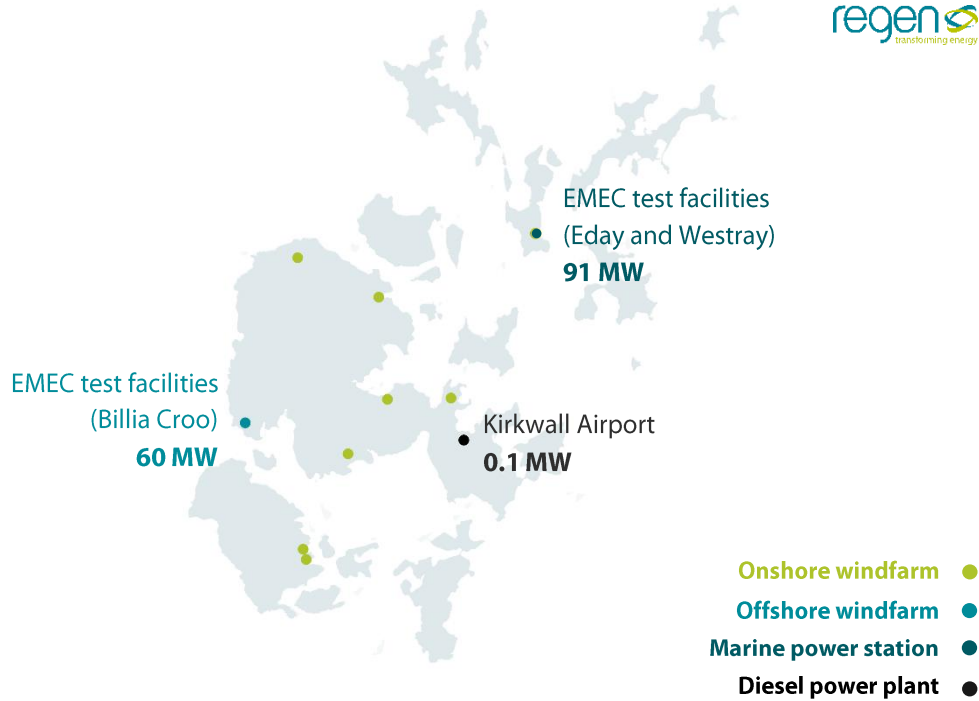 regen
transforming energy
EMEC test facilities
(Eday and Westray)
91 MW
EMEC test facilities
(Billia Croo)
60 MW
Kirkwall Airport
0.1 MW
Onshore windfarm
Offshore windfarm
Marine power station
Diesel power plant